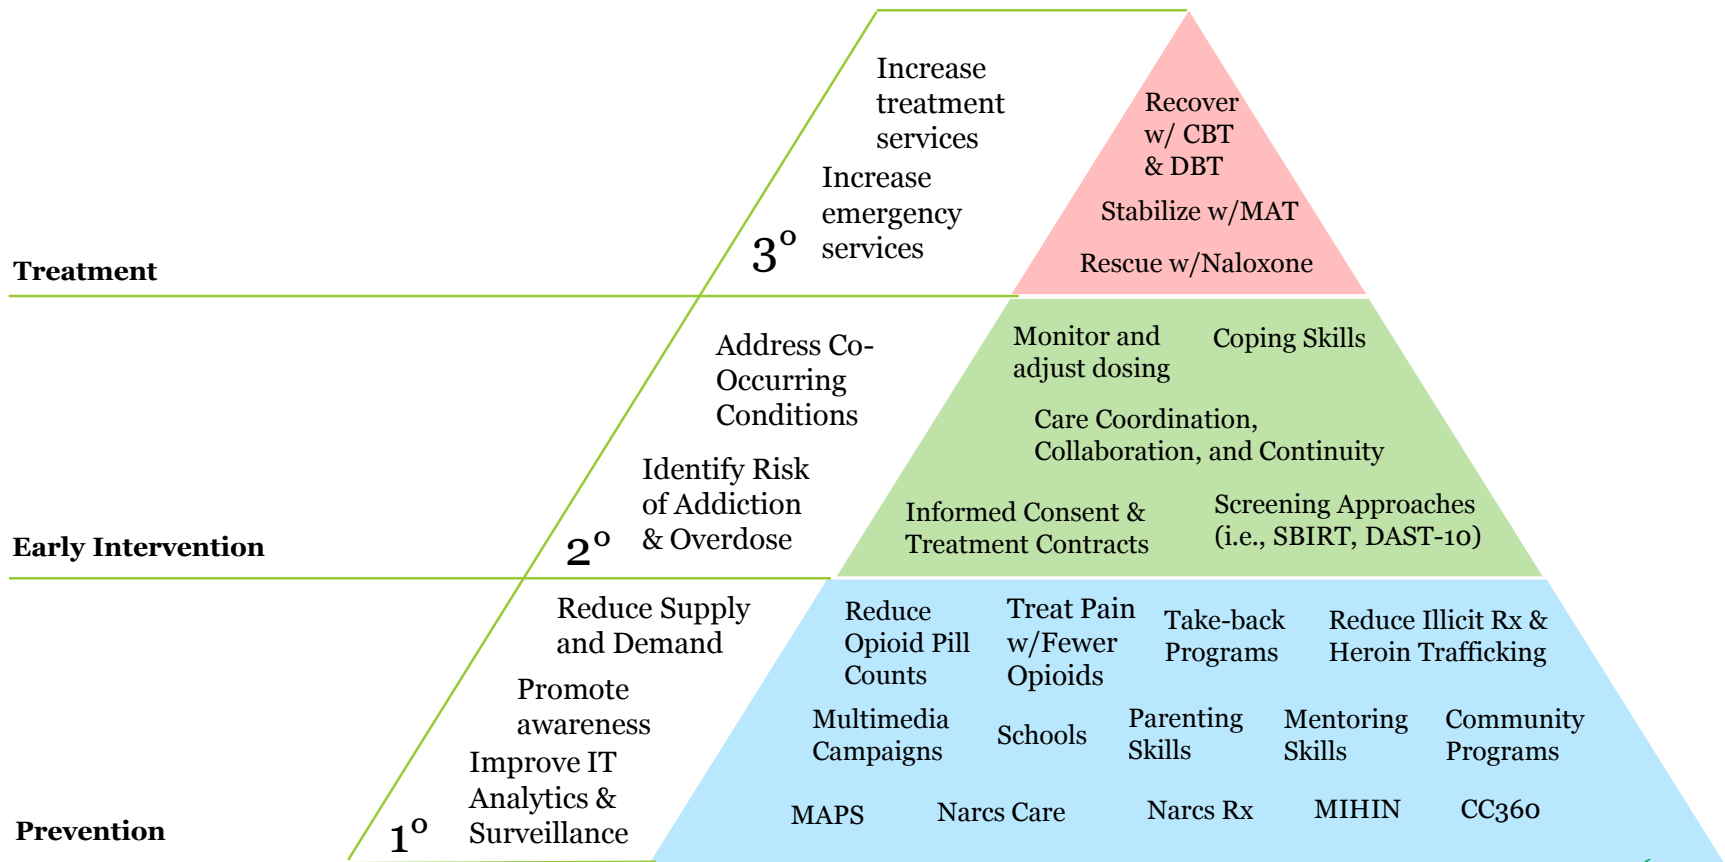 Increase
treatment
services
Increase
emergency
services
3º
Treatment
Recover
w/ CBT
& DBT
Stabilize w/MAT
Rescue w/Naloxone
Address Co-
Occurring
Conditions
Identify Risk
of Addiction
& Overdose
2º
Early Intervention
Monitor and
adjust dosing
Coping Skills
Care Coordination,
Collaboration, and Continuity
Informed Consent &
Treatment Contracts
Screening Approaches
(i.e., SBIRT, DAST-10)
Reduce Supply
and Demand
Promote
awareness
Improve IT
Analytics &
Surveillance
1º
Prevention
Reduce
Opioid Pill
Counts
Treat Pain
w/Fewer
Opioids
Take-back
Programs
Reduce Illicit Rx &
Heroin Trafficking
Multimedia
Campaigns
Schools
Parenting
Skills
Mentoring
Skills
Community
Programs
MAPS
Narcs Care
Narcs Rx
MIHIN
CC360